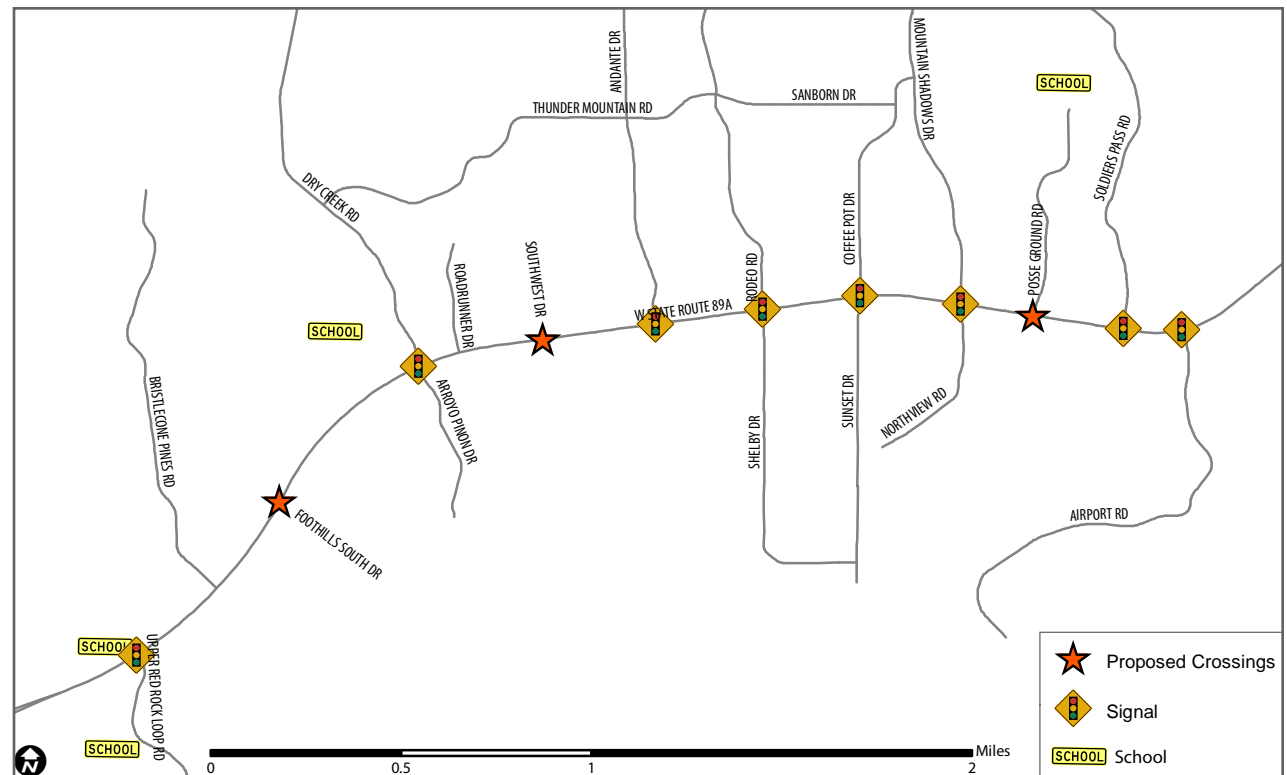 ANDANTE DR
MOUNTAIN SHADOWS DR
SCHOOL
THUNDER MOUNTAIN RD
SANBORN DR
SOLDIERS PASS RD
DRY CREEK RD
COFFEE POT DR
POSSE GROUND RD
ROADRUNNER DR
SOUTHWEST DR
RODEO RD
W STATE ROUTE 89A
SCHOOL
BRISTLECONE PINES RD
ARROYO PINON DR
SHELBY DR
SUNSET DR
NORTHVIEW RD
FOOTHILLS SOUTH DR
AIRPORT RD
SCHOOL
UPPER RED ROCK LOOP RD
SCHOOL
Proposed Crossings
Signal
SCHOOL School
N
Miles
0 0.5 1 2